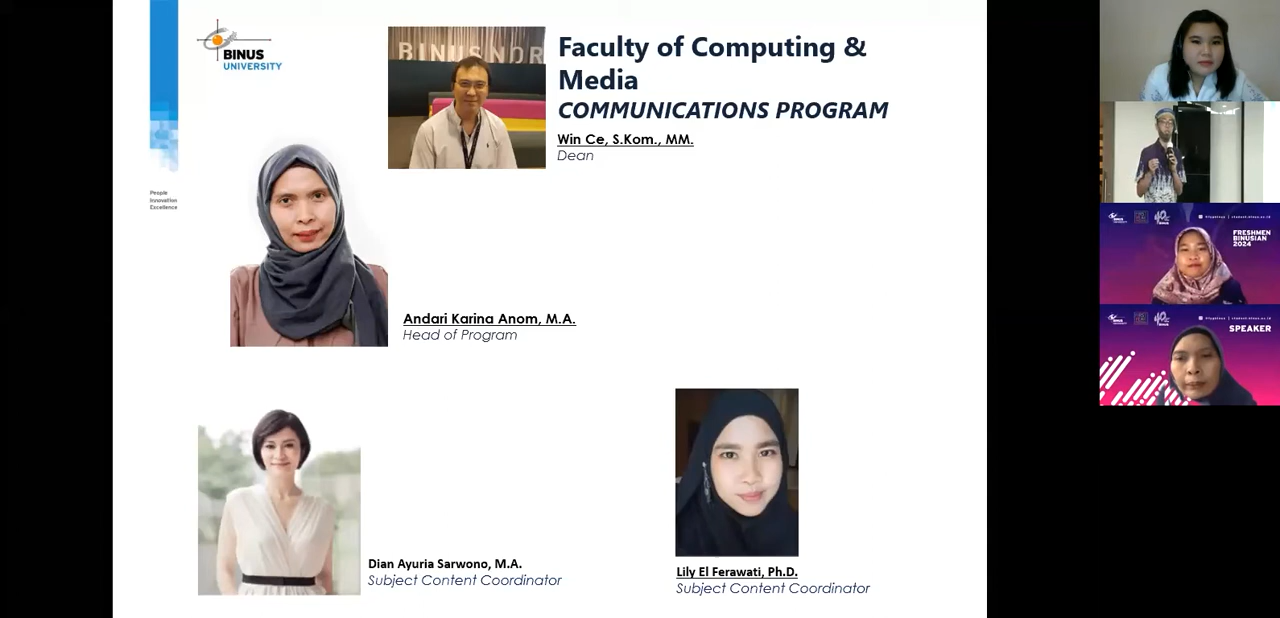 BINUS
UNIVERSITY
People
Innovation
Excellence
BINUS NOR
Faculty of Computing &
Media
COMMUNICATIONS PROGRAM
Win Ce, S.Kom., MM.
Dean
Andari Karina Anom, M.A.
Head of Program
Dian Ayuria Sarwono, M.A.
Subject Content Coordinator
Lily El Ferawati, Ph.D.
Subject Content Coordinator
FRESHMEN
BINUSIAN
2024
SPEAKER